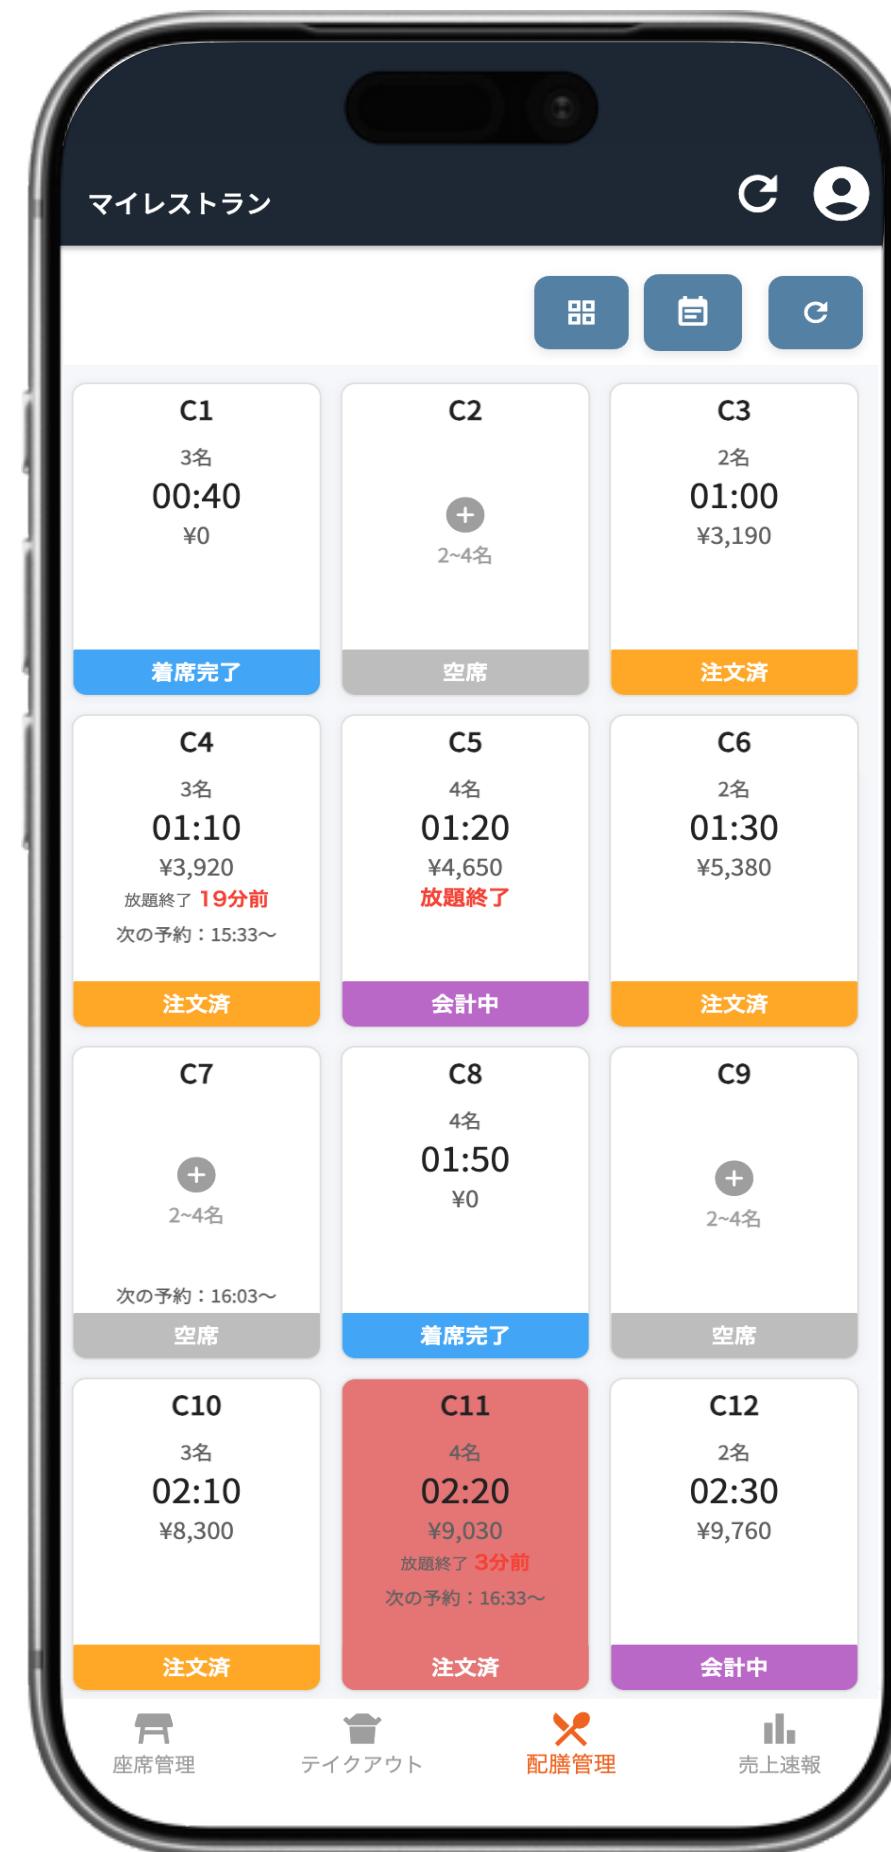 マイレストラン
C1
3名
00:40
¥0
着席完了
C2
2~4名
空席
C3
2名
01:00
¥3,190
注文済
C4
3名
01:10
¥3,920
放題終了 19分前
次の予約：15:33〜
注文済
C5
4名
01:20
¥4,650
放題終了
会計中
C6
2名
01:30
¥5,380
注文済
C7
2~4名
次の予約：16:03〜
空席
C8
4名
01:50
¥0
着席完了
C9
2~4名
空席
C10
3名
02:10
¥8,300
注文済
C11
4名
02:20
¥9,030
放題終了 3分前
次の予約：16:33〜
注文済
C12
2名
02:30
¥9,760
会計中
座席管理
テイクアウト
配膳管理
売上速報